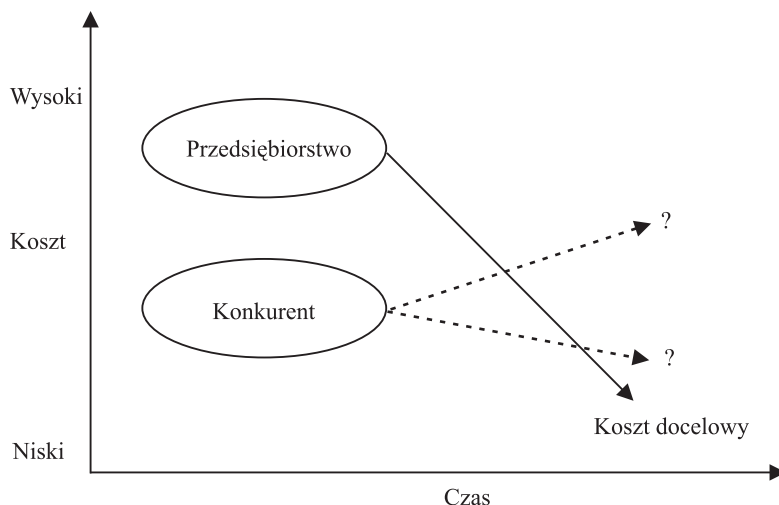 Wysoki
Przedsiębiorstwo
?
Koszt
Konkurent
?
Koszt docelowy
Niski
Czas